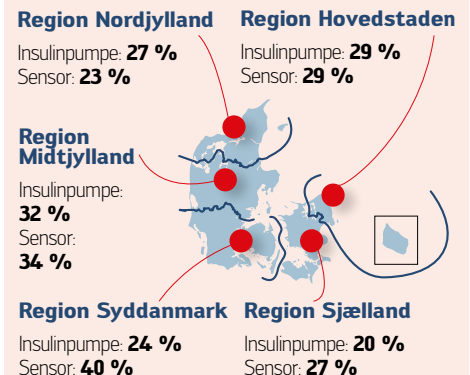 Region Nordjylland
Insulinpumpe: 27 %
Sensor: 23 %
Region Hovedstaden
Insulinpumpe: 29 %
Sensor: 29 %
Region
Midtjylland
Insulinpumpe:
32 %
Sensor:
34 %
Region Syddanmark
Insulinpumpe: 24 %
Sensor: 40 %
Region Sjælland
Insulinpumpe: 20 %
Sensor: 27 %